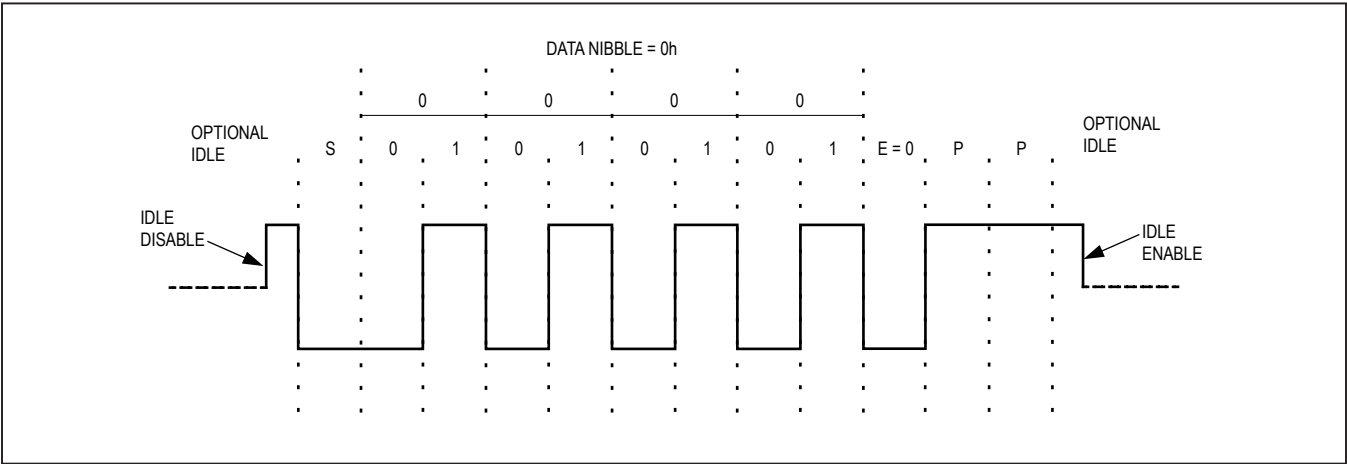 DATA NIBBLE = 0h
0 0 0 0
OPTIONAL
IDLE
S 0 1 0 1 0 1 0 1 E = 0 P P
OPTIONAL
IDLE
IDLE
DISABLE
IDLE
ENABLE